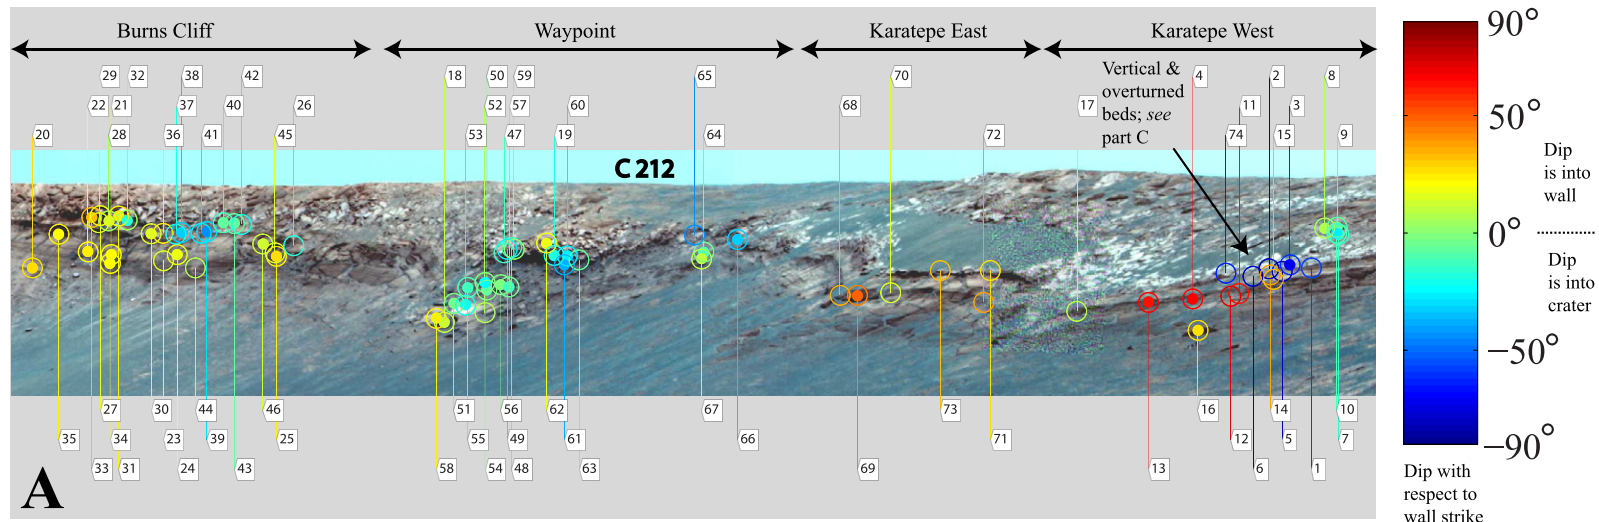 Burns Cliff Waypoint Karatepe East Karatepe West
90°
29 32 38 42 18 50 59 65 70 Vertical & 4 2 8
22 21 37 40 26 52 57 60 68 17 overturned 11 3
beds; see
20 28 36 41 45 53 47 19 64 72 part C 74 15 9
50°
C 212
Dip
is into
wall
0°
Dip
is into
crater
−50°
27 30 44 46 51 56 62 67 73 16 14 10
35 34 23 39 25 55 49 61 66 71 12 5 7
−90°
33 31 24 43 58 54 48 63 69 13 6 1
A
Dip with
respect to
wall strike